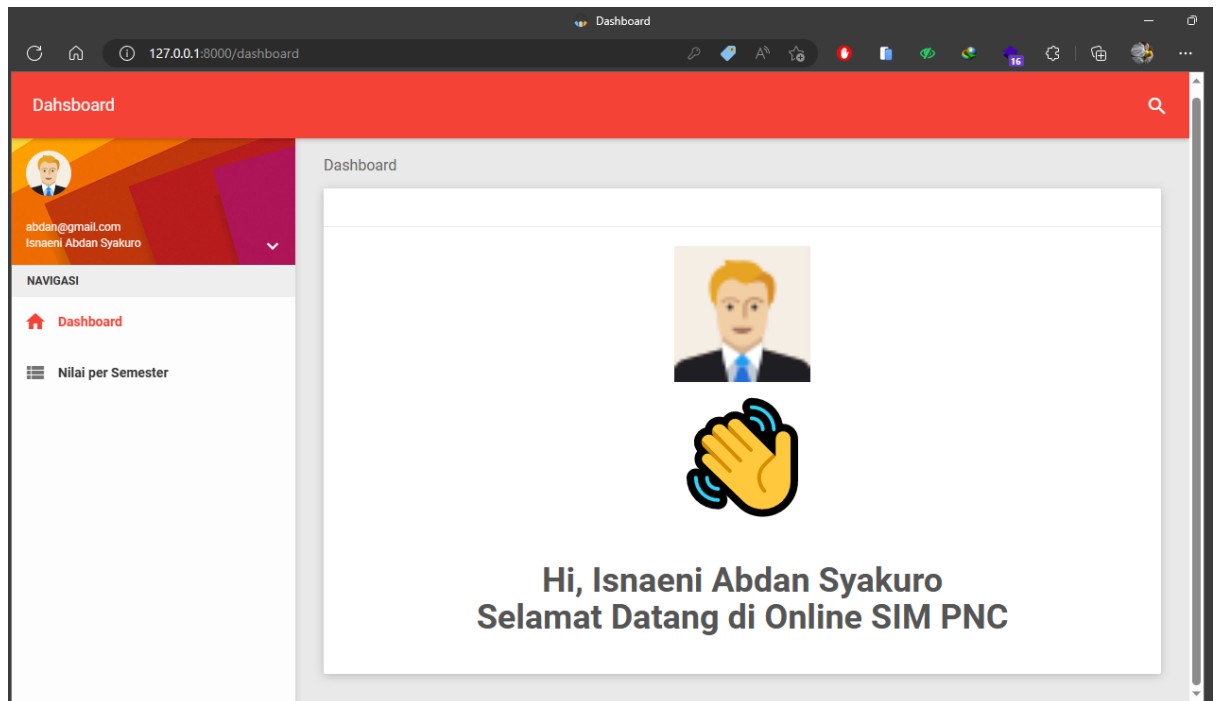 Dashboard
127.0.0.1:8000/dashboard
16
Dahsboard
Dashboard
abdan@gmail.com
Isnaeni Abdan Syakuro
NAVIGASI
Dashboard
Nilai per Semester
Hi, Isnaeni Abdan Syakuro
Selamat Datang di Online SIM PNC